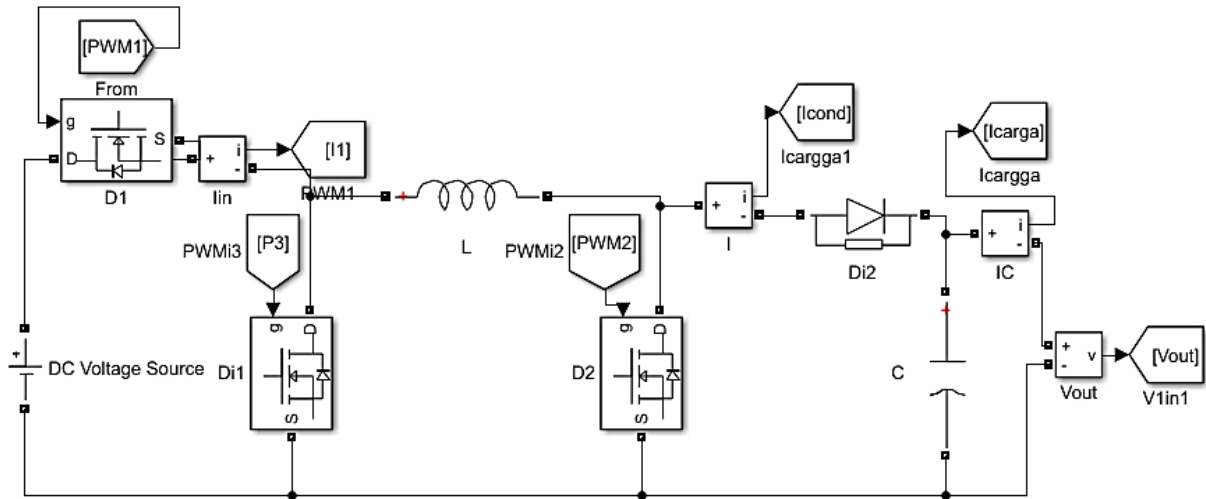 [PWM1]
From
g
S
D
D1
+
i
-
Iin
[I1]
PWM1
+
L
PWMi3
[P3]
g
D
S
Di1
PWMi2
[PWM2]
g
D
S
D2
+
i
-
I
[Icond]
Icargga1
Di2
[Icarga]
Icargga
+
i
-
IC
+
C
+
DC Voltage Source
+
-
v
Vout
[Vout]
V1in1